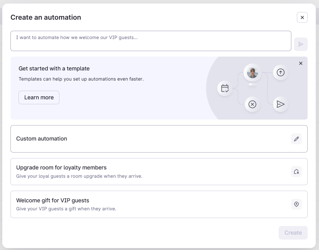 Create an automation
I want to automate how we welcome our VIP guests...
Get started with a template
Templates can help you set up automations even faster.
Learn more
Custom automation
Upgrade room for loyalty members
Give your loyal guests a room upgrade when they arrive.
Welcome gift for VIP guests
Give your VIP guests a gift when they arrive.
Create